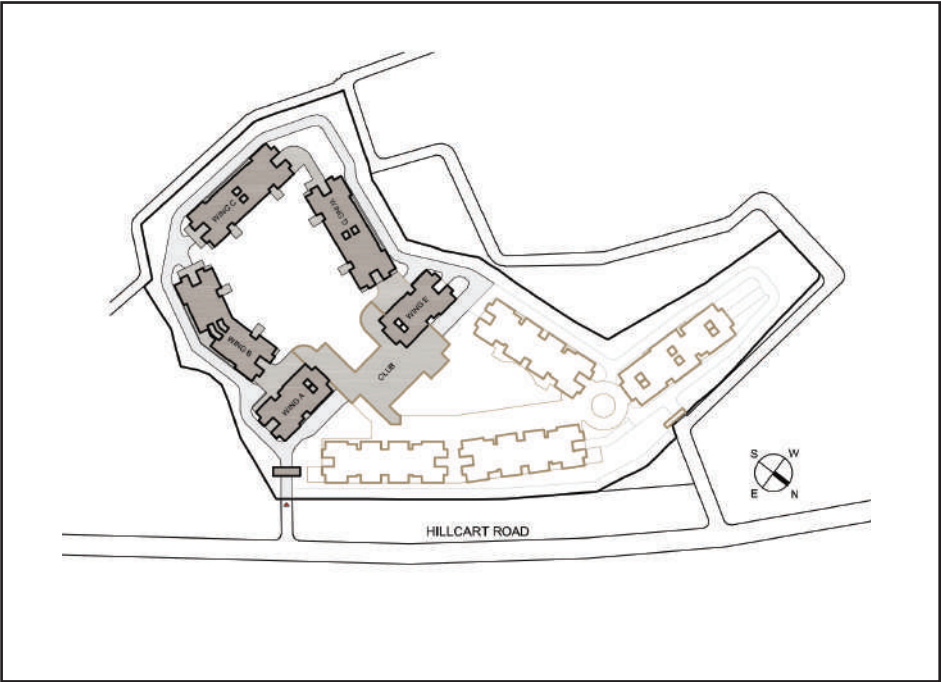 WING C
WING D
WING E
WING B
CLUB
WING A
S W
E N
HILLCART ROAD